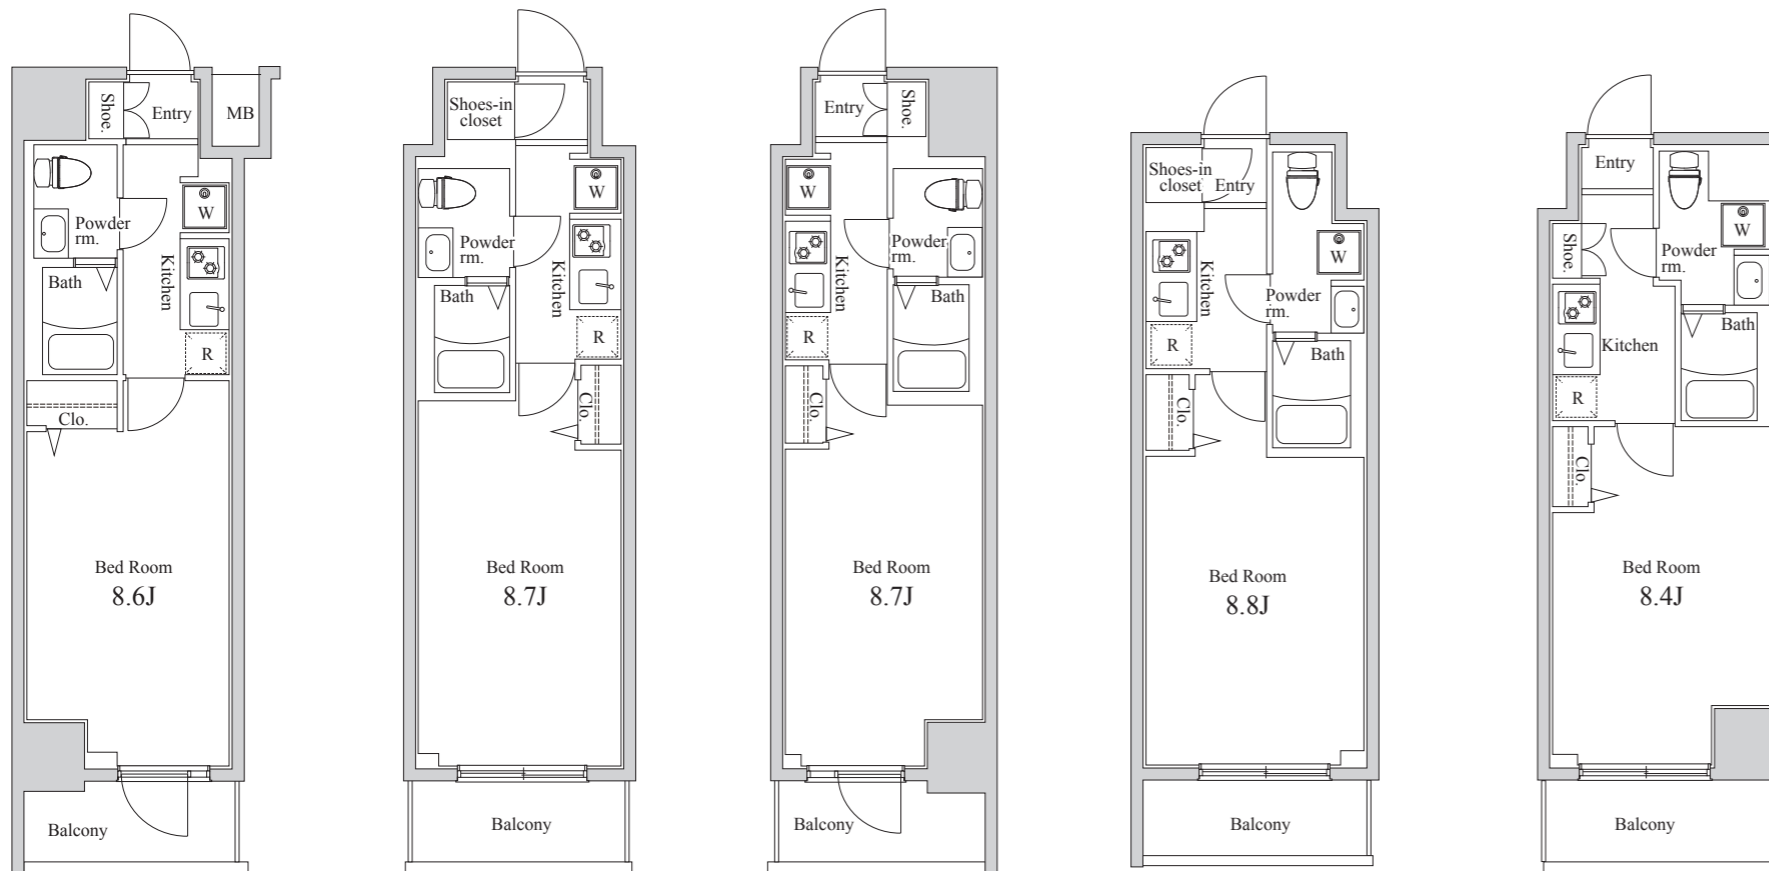 Shoe.
Entry
MB
W
Powder
rm.
Bath
Kitchen
R
Clo.
Bed Room
8.6J
Balcony
Shoes-in
closet
W
Powder
rm.
Bath
Kitchen
R
Clo.
Bed Room
8.7J
Balcony
Entry
Shoe.
W
Powder
rm.
Kitchen
Bath
R
Clo.
Bed Room
8.7J
Balcony
Shoes-in
closet
Entry
W
Kitchen
Powder
rm.
R
Bath
Clo.
Bed Room
8.8J
Balcony
Entry
W
Shoe.
Powder
rm.
Bath
Kitchen
R
Clo.
Bed Room
8.4J
Balcony